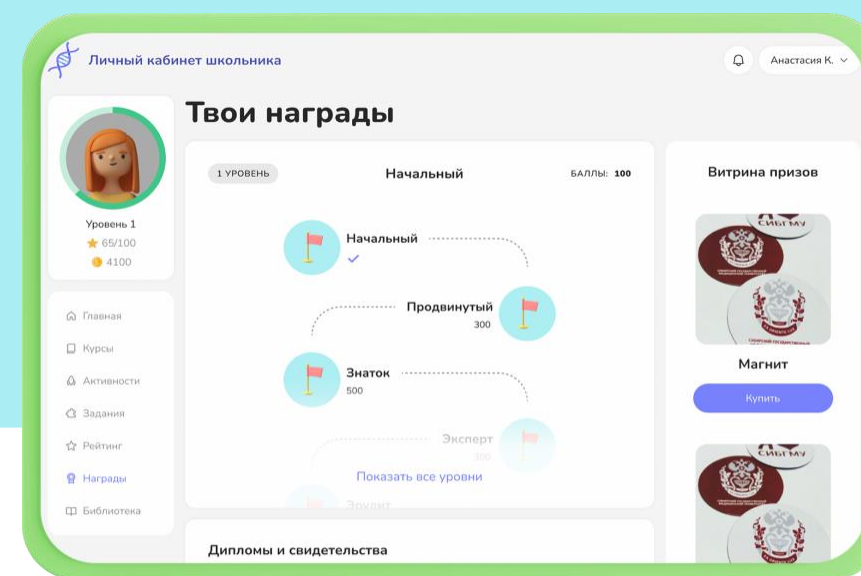 Личный кабинет школьника
Анастасия К.
Твои награды
Уровень 1
65/100
4100
Главная
Курсы
Активности
Задания
Рейтинг
Награды
Библиотека
1 УРОВЕНЬ
Начальный
БАЛЛЫ: 100
Начальный
Продвинутый
300
Знаток
500
Эксперт
Показать все уровни
Эрудит
Дипломы и свидетельства
Витрина призов
СИБГМУ
Магнит
Купить
СИБГМУ